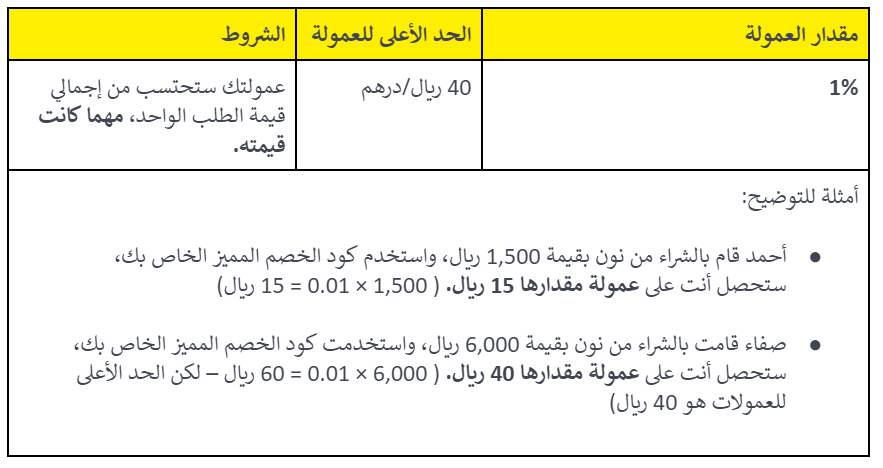 مقدار العمولة
الحد الأعلى للعمولة
الشروط
1%
40 ريال/درهم
عمولتك ستحتسب من إجمالي
قيمة الطلب الواحد، مهما كانت
قيمته.
أمثلة للتوضيح:
● أحمد قام بالشراء من نون بقيمة 1,500 ريال، واستخدم كود الخصم المميز الخاص بك،
ستحصل أنت على عمولة مقدارها 15 ريال. ( 1,500 × 0.01 = 15 ريال)
● صفاء قامت بالشراء من نون بقيمة 6,000 ريال، واستخدمت كود الخصم المميز الخاص بك،
ستحصل أنت على عمولة مقدارها 40 ريال. ( 6,000 × 0.01 = 60 ريال – لكن الحد الأعلى
للعمولات هو 40 ريال)